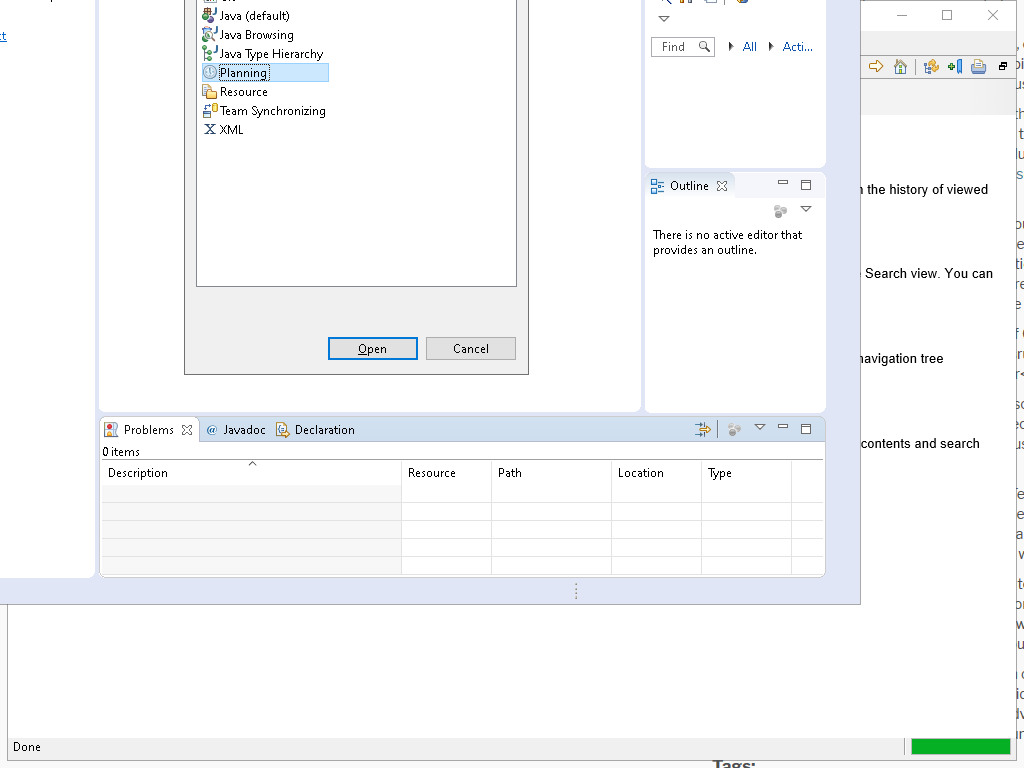 Java (default)
Java Browsing
Java Type Hierarchy
Planning
Resource
Team Synchronizing
XML
Open
Cancel
Find
All
Acti...
Outline
There is no active editor that
provides an outline.
the history of viewed
Search view. You can
navigation tree
contents and search
Problems
@ Javadoc
Declaration
0 items
Description
Resource
Path
Location
Type
Done
Tags: